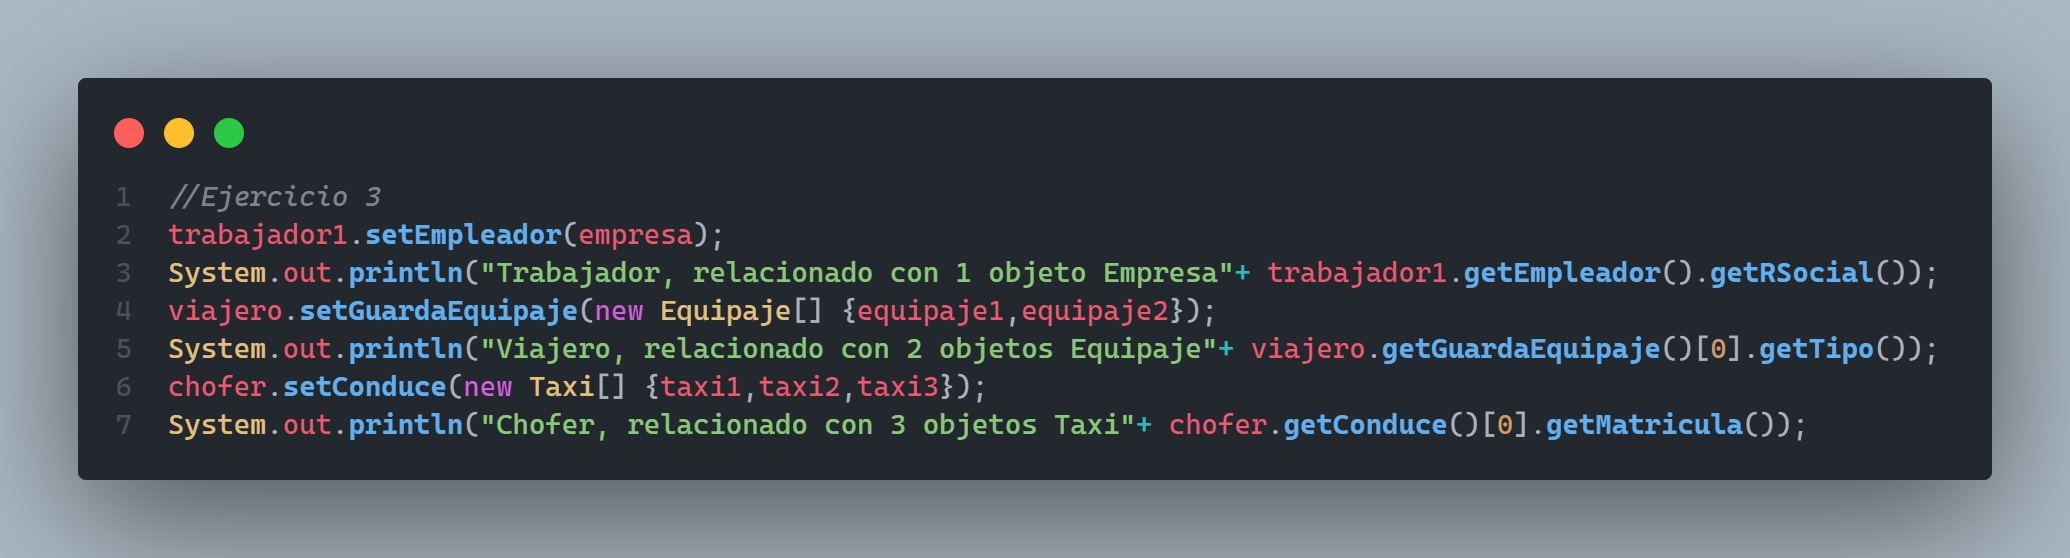 1 //Ejercicio 3
2 trabajador1.setEmpleador(empresa);
3 System.out.println("Trabajador, relacionado con 1 objeto Empresa"+ trabajador1.getEmpleador().getRSocial());
4 viajero.setGuardaEquipaje(new Equipaje[] {equipaje1,equipaje2});
5 System.out.println("Viajero, relacionado con 2 objetos Equipaje"+ viajero.getGuardaEquipaje()[0].getTipo());
6 chofer.setConduce(new Taxi[] {taxi1,taxi2,taxi3});
7 System.out.println("Chofer, relacionado con 3 objetos Taxi"+ chofer.getConduce()[0].getMatricula());